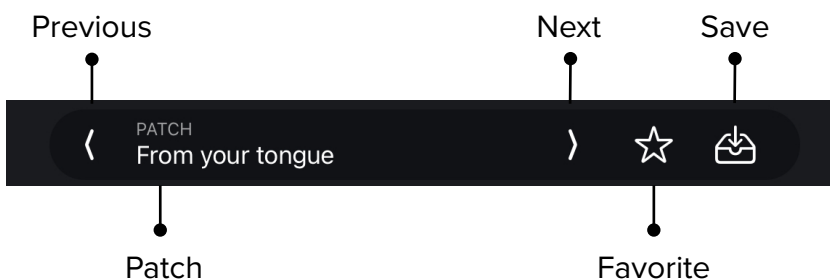 Previous
Next
Save
PATCH
From your tongue
Patch
Favorite